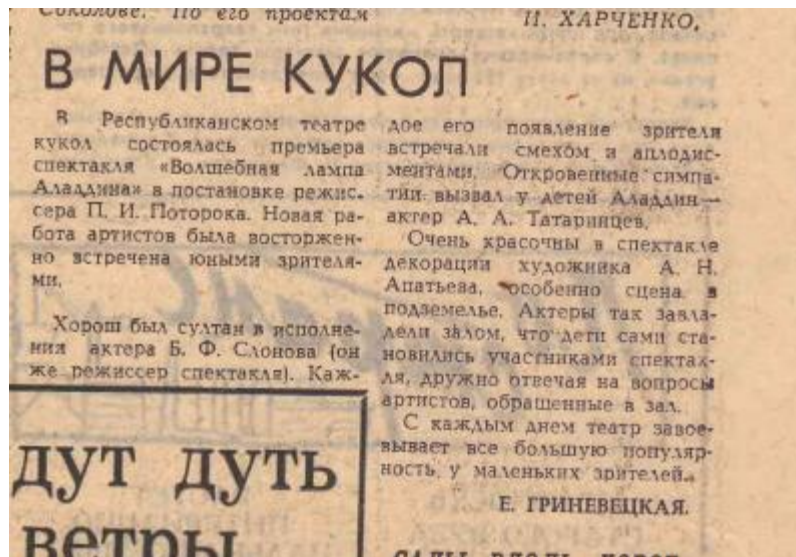 Соколове. По его проектам
И. ХАРЧЕНКО,
В МИРЕ КУКОЛ
В Республиканском театре
кукол состоялась премьера
спектакля «Волшебная лампа
Аладдина» в постановке режис-
сера П. И. Поторока. Новая ра-
бота артистов была восторжен-
но встречена юными зрителя-
ми.
Хорош был султан в исполне-
нии актера Б. Ф. Слонова (он
же режиссер спектакля). Каж-
дое его появление зрители
встречали смехом и аплодис-
ментами. Откровенные симпа-
тии вызвал у детей Аладдин—
актер А. А. Татаринцев.
Очень красочны в спектакле
декорации художника А. Н.
Апатьева, особенно сцена в
подземелье. Актеры так завла-
дели залом, что дети сами ста-
новились участниками спектак-
ля, дружно отвечая на вопросы
артистов, обращенные в зал.
С каждым днем театр завое-
вывает все большую популяр-
ность у маленьких зрителей.
Е. ГРИНЕВЕЦКАЯ.
дут дуть
ветры